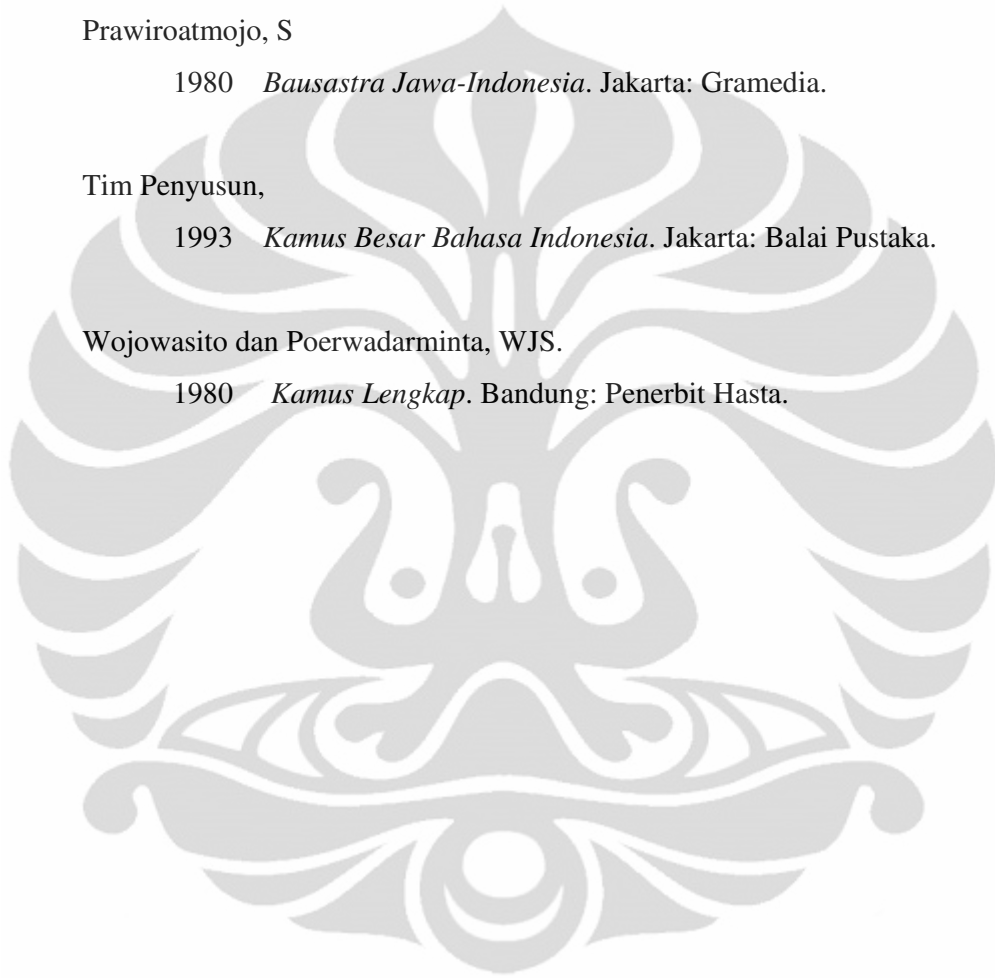 Prawiroatmojo, S
1980 Bausastra Jawa-Indonesia. Jakarta: Gramedia.
Tim Penyusun,
1993 Kamus Besar Bahasa Indonesia. Jakarta: Balai Pustaka.
Wojowasito dan Poerwadarminta, WJS.
1980 Kamus Lengkap. Bandung: Penerbit Hasta.